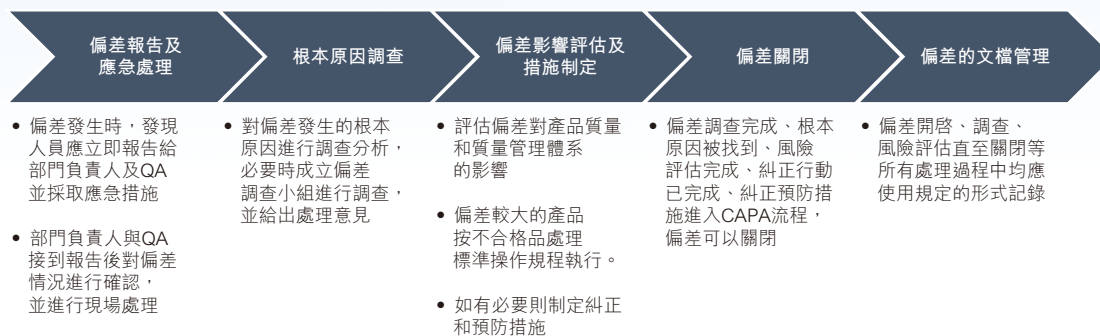 偏差報告及
應急處理
根本原因調查
偏差影響評估及
措施制定
偏差關閉
偏差的文檔管理
• 偏差發生時，發現
人員應立即報告給
部門負責人及QA
並採取應急措施
• 部門負責人與QA
接到報告後對偏差
情況進行確認，
並進行現場處理
• 對偏差發生的根本
原因進行調查分析，
必要時成立偏差
調查小組進行調查，
並給出處理意見
• 評估偏差對產品質量
和質量管理體系
的影響
• 偏差較大的產品
按不合格品處理
標準操作規程執行。
• 如有必要則制定糾正
和預防措施
• 偏差調查完成、根本
原因被找到、風險
評估完成、糾正行動
已完成、糾正預防措
施進入CAPA流程，
偏差可以關閉
• 偏差開啓、調查、
風險評估直至關閉等
所有處理過程中均應
使用規定的形式記錄